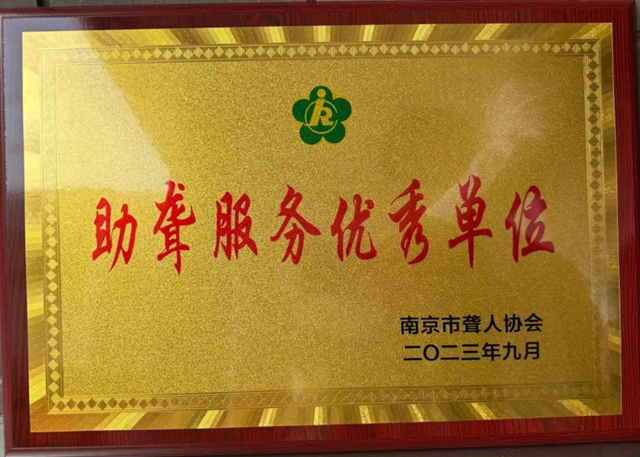 助聋服务优秀单位
南京市聋人协会
二〇二三年九月